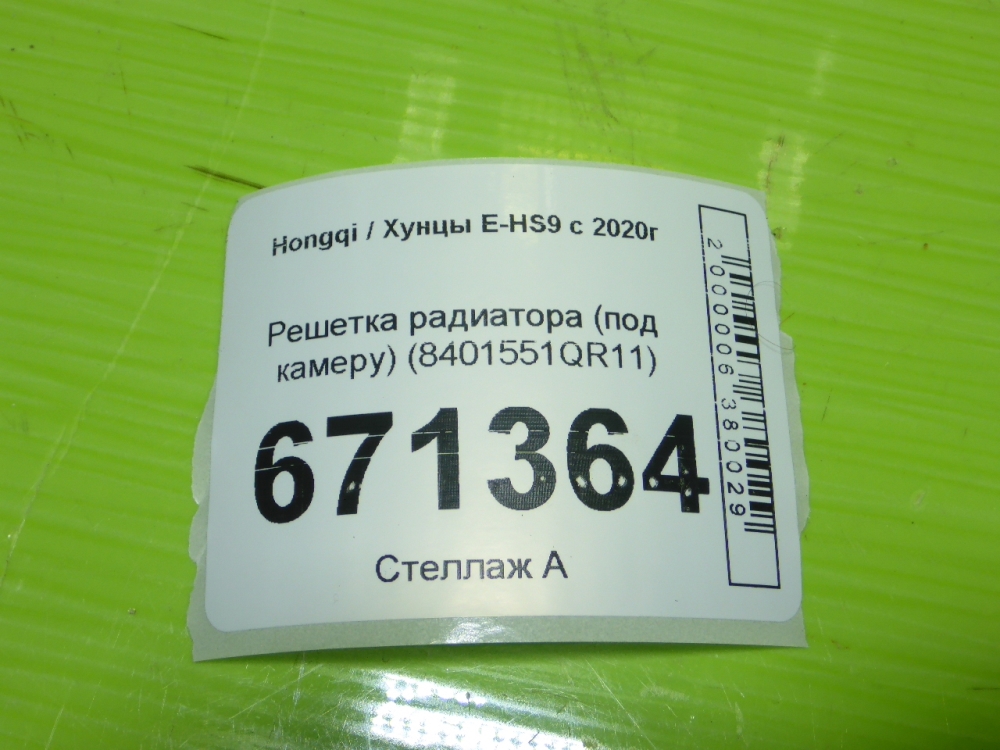 Hongqi / Хунцы E-HS9 с 2020г
Решетка радиатора (под
камеру) (8401551QR11)
671364
Стеллаж А
2000006380029